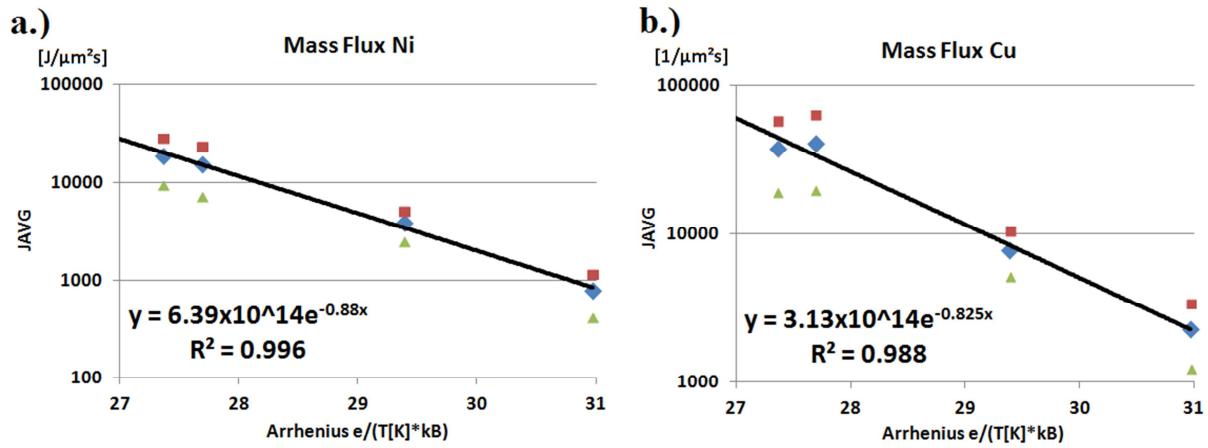 a.)
Mass Flux Ni
[J/µm²s]
100000
10000
1000
100
JAVG
y = 6.39x10^14e^-0.88x
R² = 0.996
27 28 29 30 31
Arrhenius e/(T[K]*kB)
b.)
Mass Flux Cu
[1/µm²s]
100000
10000
1000
JAVG
y = 3.13x10^14e^-0.825x
R² = 0.988
27 28 29 30 31
Arrhenius e/(T[K]*kB)